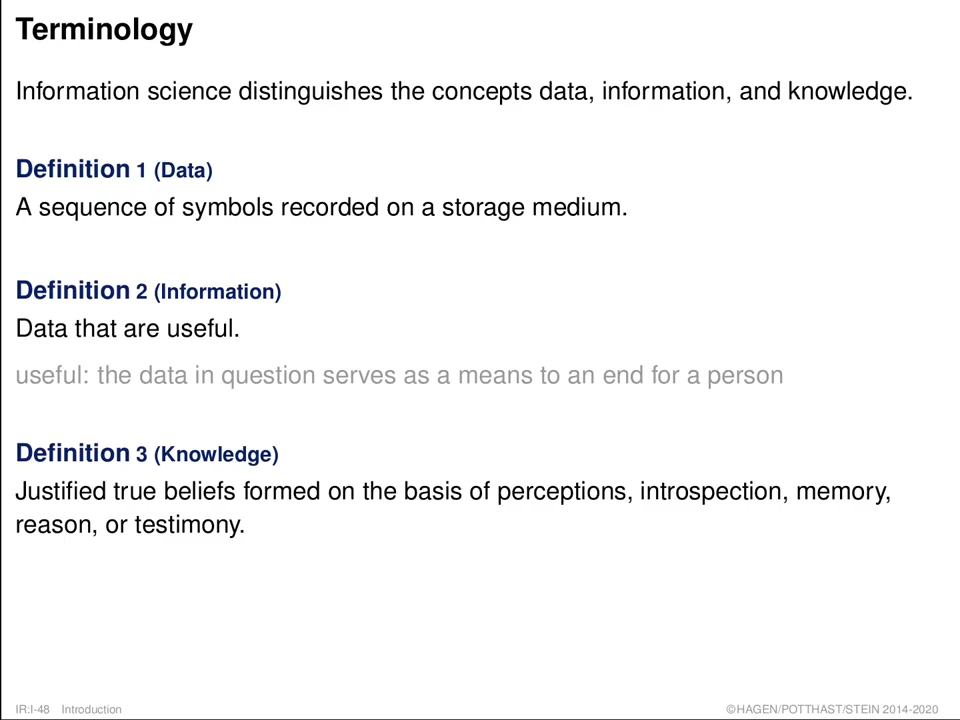 Terminology
Information science distinguishes the concepts data, information, and knowledge.
Definition 1 (Data)
A sequence of symbols recorded on a storage medium.
Definition 2 (Information)
Data that are useful.
useful: the data in question serves as a means to an end for a person
Definition 3 (Knowledge)
Justified true beliefs formed on the basis of perceptions, introspection, memory,
reason, or testimony.
IR:I-48 Introduction ©HAGEN/POTTHAST/STEIN 2014-2020